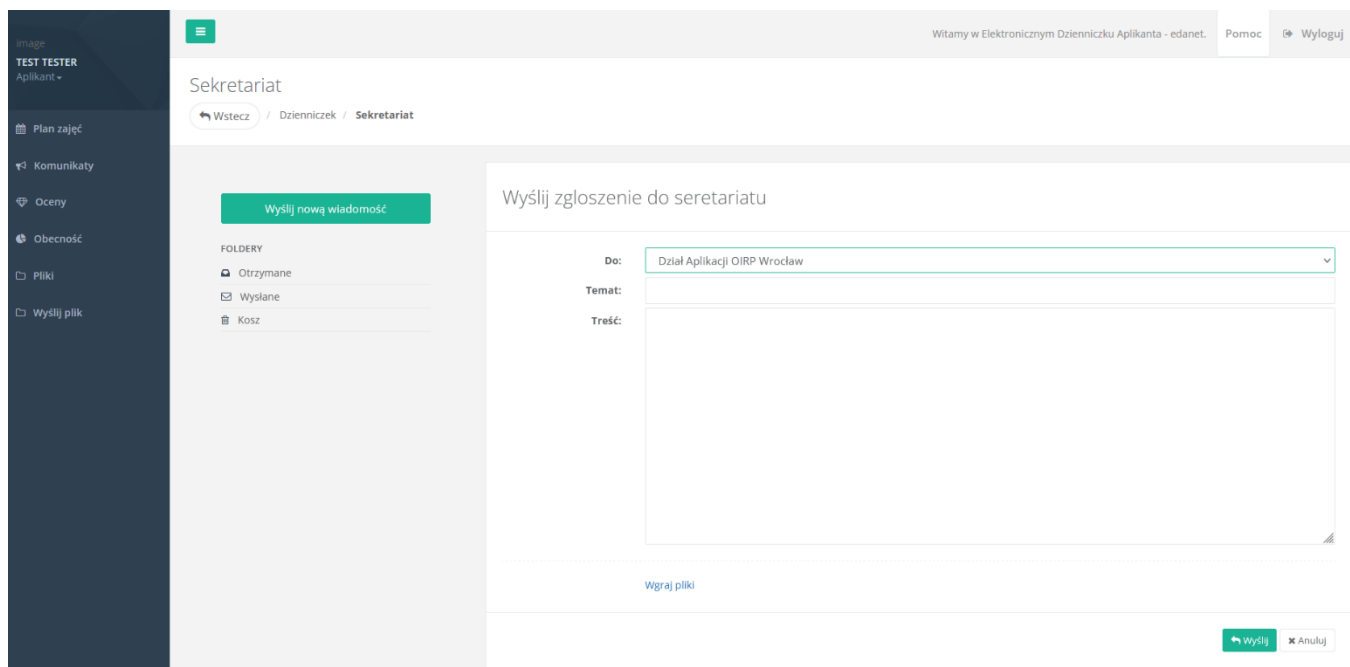 image
TEST TESTER
Aplikant
Plan zajęć
Komunikaty
Oceny
Obecność
Pliki
Wyślij plik
Witamy w Elektronicznym Dzienniczku Aplikanta - edanet.
Pomoc
Wyloguj
Sekretariat
Wstecz / Dzienniczek / Sekretariat
Wyślij nową wiadomość
FOLDERY
Otrzymane
Wysłane
Kosz
Wyślij zgloszenie do seretariatu
Do: Dział Aplikacji OIRP Wrocław
Temat:
Treść:
Wgraj pliki
Wyślij
Anuluj